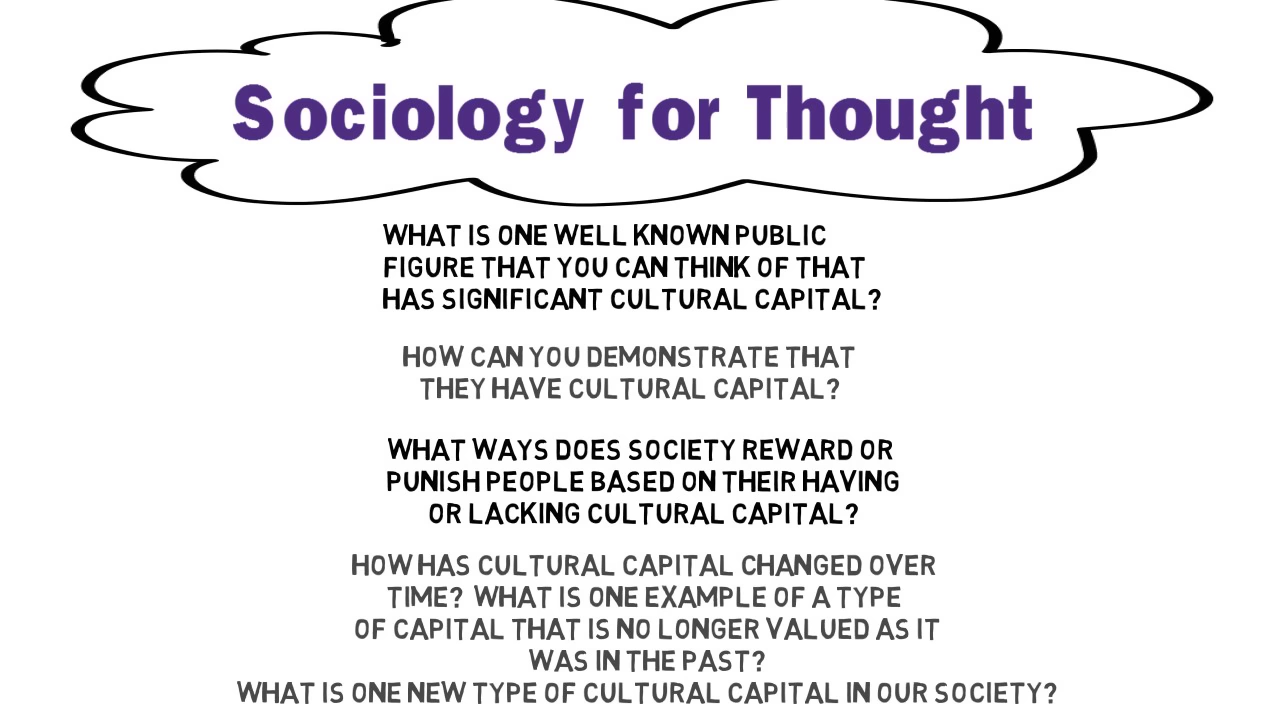 Sociology for Thought
WHAT IS ONE WELL KNOWN PUBLIC
FIGURE THAT YOU CAN THINK OF THAT
HAS SIGNIFICANT CULTURAL CAPITAL?
HOW CAN YOU DEMONSTRATE THAT
THEY HAVE CULTURAL CAPITAL?
WHAT WAYS DOES SOCIETY REWARD OR
PUNISH PEOPLE BASED ON THEIR HAVING
OR LACKING CULTURAL CAPITAL?
HOW HAS CULTURAL CAPITAL CHANGED OVER
TIME? WHAT IS ONE EXAMPLE OF A TYPE
OF CAPITAL THAT IS NO LONGER VALUED AS IT
WAS IN THE PAST?
WHAT IS ONE NEW TYPE OF CULTURAL CAPITAL IN OUR SOCIETY?